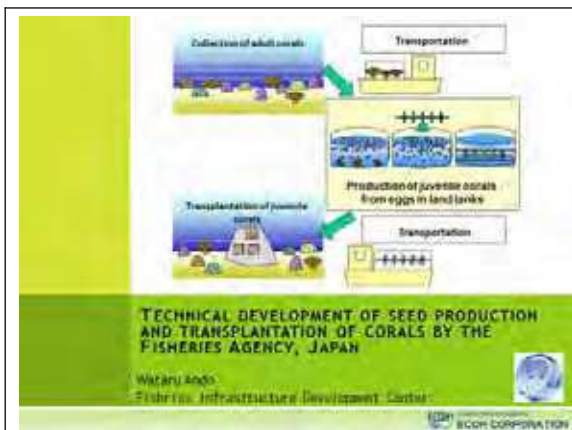 Collection of adult corals
Transportation
Production of juvenile corals
from eggs in land tanks
Transplantation of juvenile
corals
Transportation
TECHNICAL DEVELOPMENT OF SEED PRODUCTION
AND TRANSPLANTATION OF CORALS BY THE
FISHERIES AGENCY, JAPAN
Wataru Ando
Fisheries Infrastructure Development Center
ECOH CORPORATION